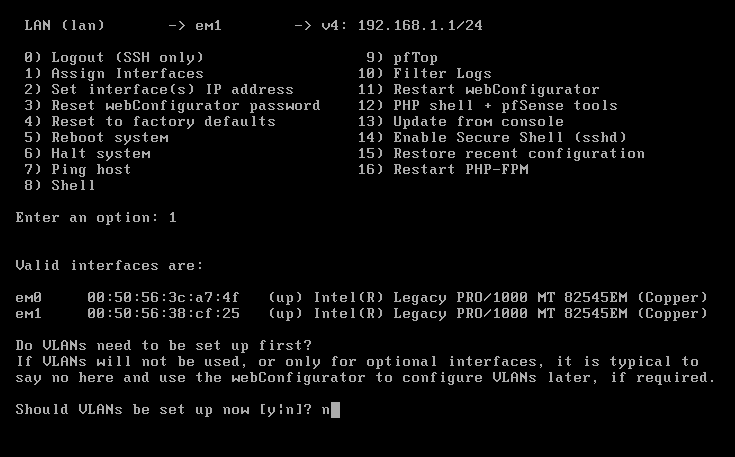 LAN (lan)       -> em1        -> v4: 192.168.1.1/24
0) Logout (SSH only)                  9) pfTop
1) Assign Interfaces                 10) Filter Logs
2) Set interface(s) IP address       11) Restart webConfigurator
3) Reset webConfigurator password    12) PHP shell + pfSense tools
4) Reset to factory defaults         13) Update from console
5) Reboot system                     14) Enable Secure Shell (sshd)
6) Halt system                       15) Restore recent configuration
7) Ping host                         16) Restart PHP-FPM
8) Shell
Enter an option: 1
Valid interfaces are:
em0     00:50:56:3c:a7:4f   (up) Intel(R) Legacy PRO/1000 MT 82545EM (Copper)
em1     00:50:56:38:cf:25   (up) Intel(R) Legacy PRO/1000 MT 82545EM (Copper)
Do VLANs need to be set up first?
If VLANs will not be used, or only for optional interfaces, it is typical to
say no here and use the webConfigurator to configure VLANs later, if required.
Should VLANs be set up now [y|n]? n